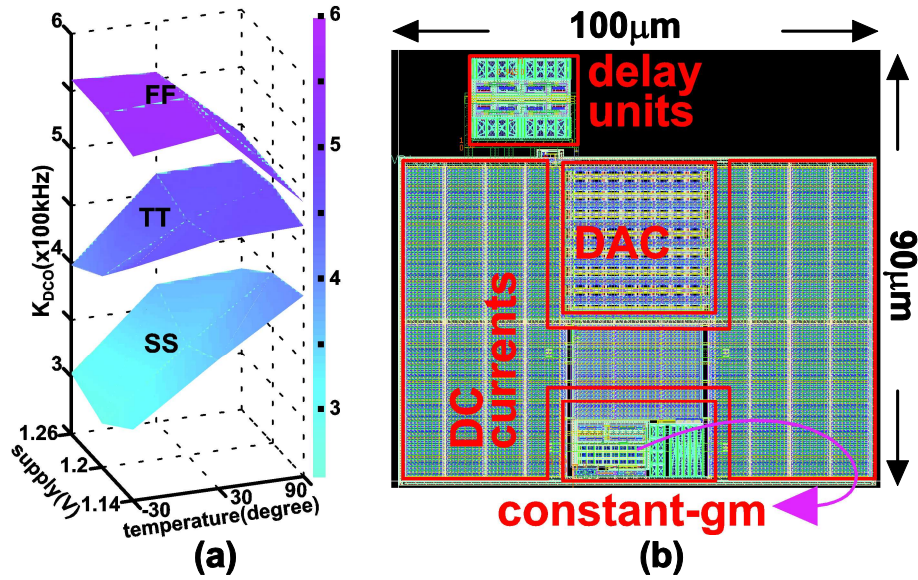 6
5
4
3
K_DCO(x100kHz)
FF
TT
SS
1.26
1.2
1.14
supply(V)
-30
30
90
temperature(degree)
6
5
4
3
(a)
100μm
90μm
delay
units
DAC
DC
currents
constant-gm
(b)